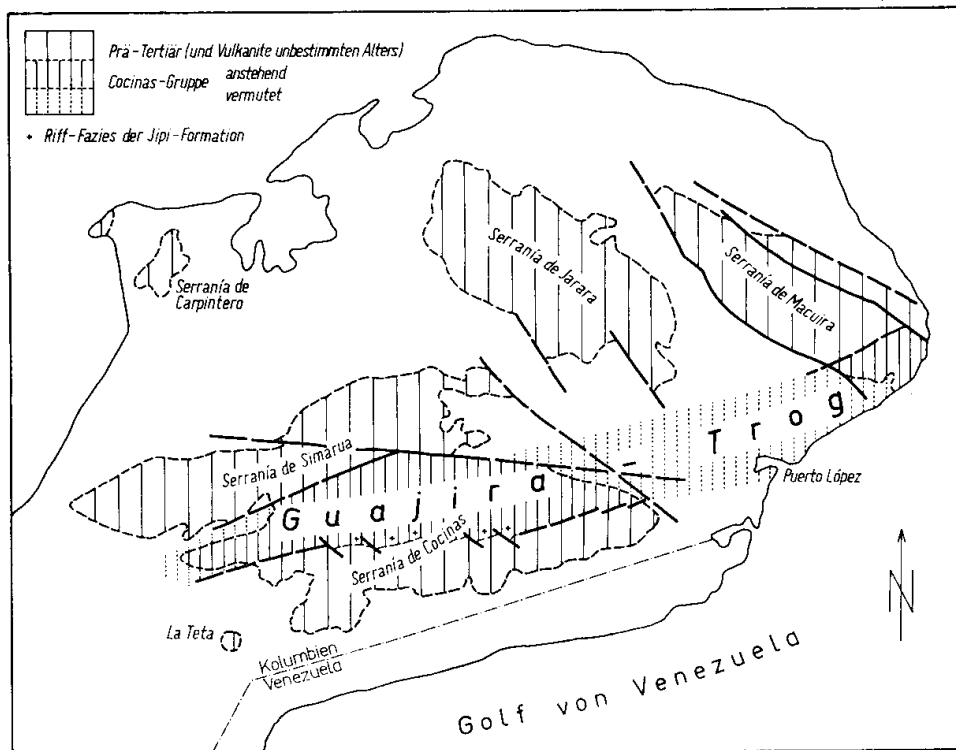 Prä-Tertiär (und Vulkanite unbestimmten Alters)
Cocinas-Gruppe anstehend
vermutet
+ Riff-Fazies der Jipi-Formation
Serranía de Jarara
Serranía de Macuira
Serranía de
Carpintero
Serranía de Simarua
Guajira - Trog
Puerto López
Serranía de Cocinas
La Teta
Kolumbien
Venezuela
N
Golf von Venezuela